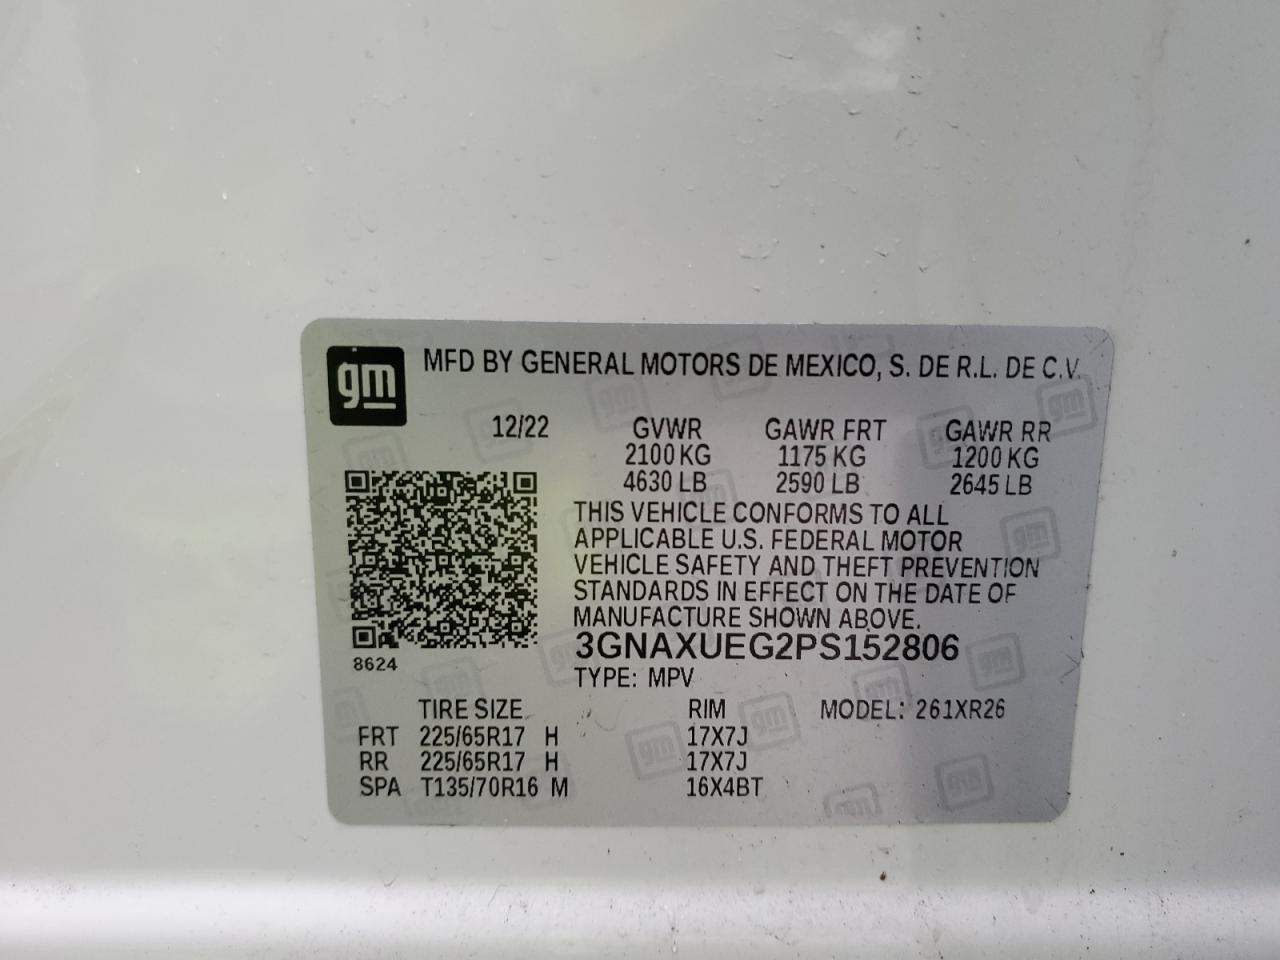 gm
MFD BY GENERAL MOTORS DE MEXICO, S. DE R.L. DE C.V.
12/22 GVWR GAWR FRT GAWR RR
2100 KG 1175 KG 1200 KG
4630 LB 2590 LB 2645 LB
THIS VEHICLE CONFORMS TO ALL
APPLICABLE U.S. FEDERAL MOTOR
VEHICLE SAFETY AND THEFT PREVENTION
STANDARDS IN EFFECT ON THE DATE OF
MANUFACTURE SHOWN ABOVE.
3GNAXUEG2PS152806
8624
TYPE: MPV
TIRE SIZE RIM MODEL: 261XR26
FRT 225/65R17 H 17X7J
RR 225/65R17 H 17X7J
SPA T135/70R16 M 16X4BT